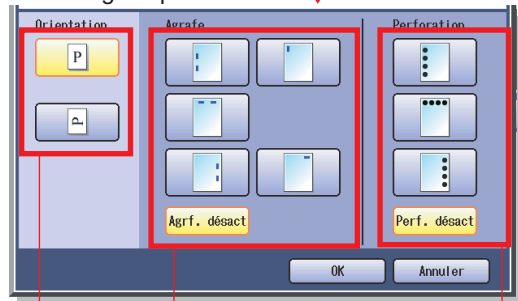 Orientation Agrafe Perforation
P
P
Agrf. désact Perf. désact
OK Annuler